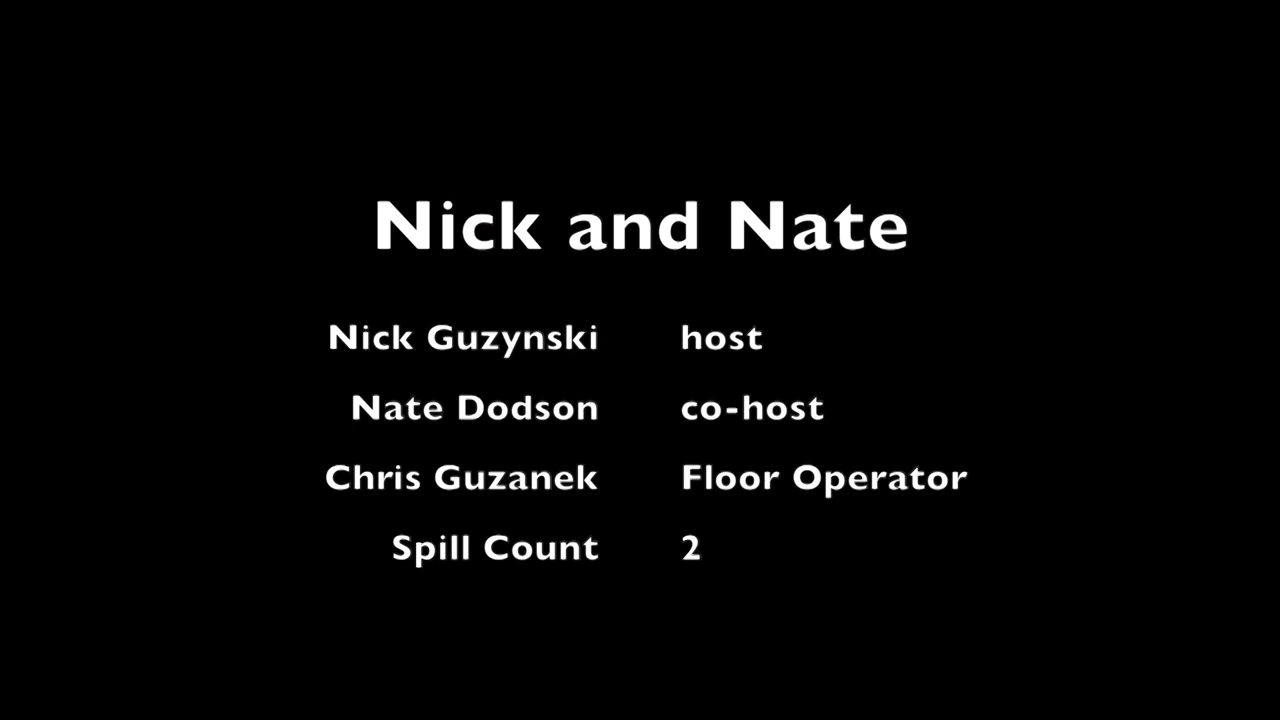 Nick and Nate
Nick Guzynski host
Nate Dodson co-host
Chris Guzanek Floor Operator
Spill Count 2